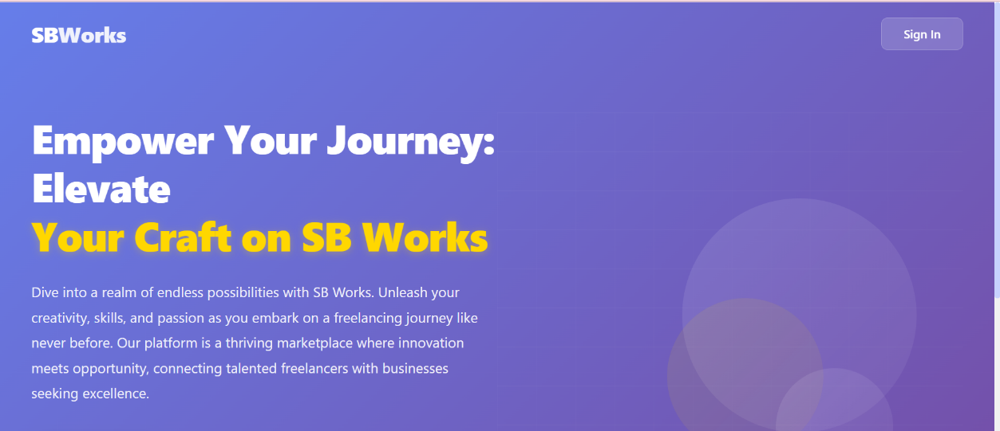 SBWorks
Sign In
Empower Your Journey:
Elevate
Your Craft on SB Works
Dive into a realm of endless possibilities with SB Works. Unleash your
creativity, skills, and passion as you embark on a freelancing journey like
never before. Our platform is a thriving marketplace where innovation
meets opportunity, connecting talented freelancers with businesses
seeking excellence.